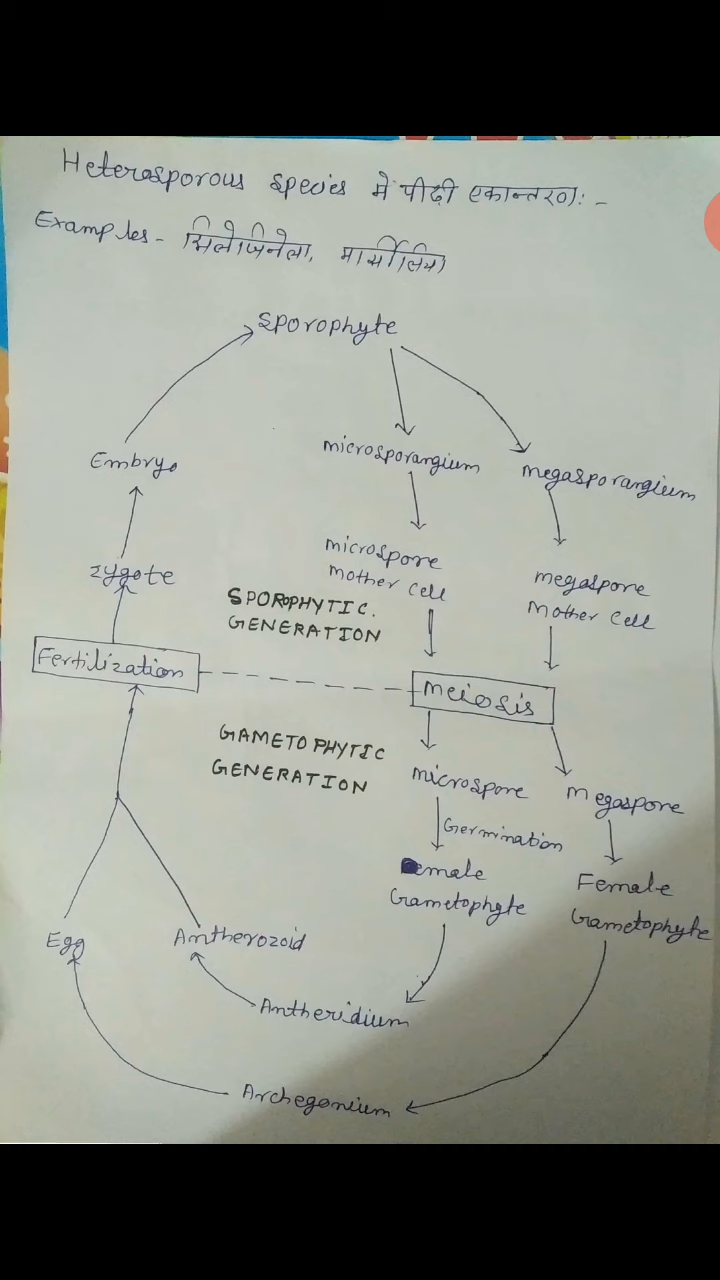 Heterosporous species में पीढ़ी एकान्तरण:-
Examples- सिलेजिनेला, मार्सीलिया
Sporophyte
Embryo
microsporangium
megasporangium
zygote
microspore
mother cell
megaspore
mother cell
SPOROPHYTIC.
GENERATION
Fertilization
meiosis
GAMETOPHYTIC
GENERATION
microspore
megaspore
Germination
male
Gametophyte
Female
Gametophyte
Egg
Antherozoid
Antheridium
Archegonium